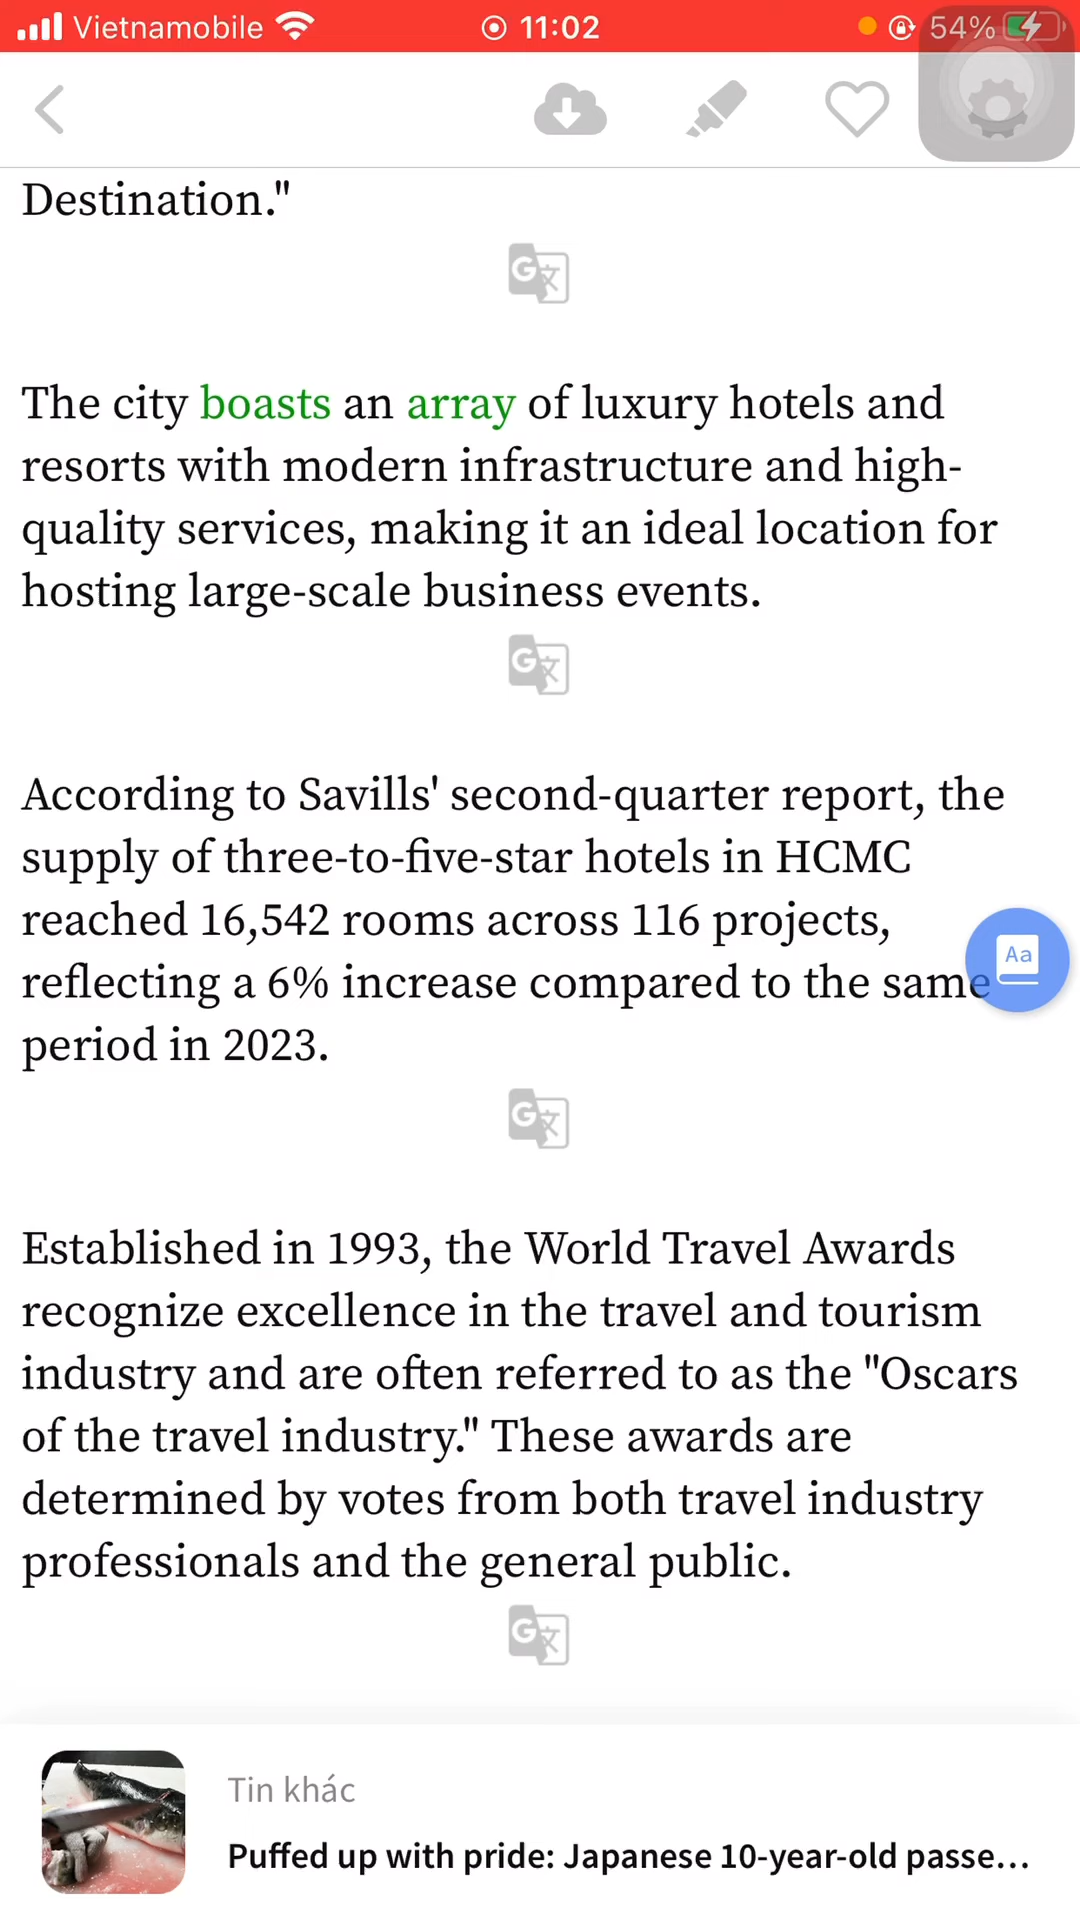 Vietnamobile 11:02 54%
Destination."
The city boasts an array of luxury hotels and
resorts with modern infrastructure and high-
quality services, making it an ideal location for
hosting large-scale business events.
According to Savills' second-quarter report, the
supply of three-to-five-star hotels in HCMC
reached 16,542 rooms across 116 projects,
reflecting a 6% increase compared to the same
Aa
period in 2023.
Established in 1993, the World Travel Awards
recognize excellence in the travel and tourism
industry and are often referred to as the "Oscars
of the travel industry." These awards are
determined by votes from both travel industry
professionals and the general public.
Tin khác
Puffed up with pride: Japanese 10-year-old passe...